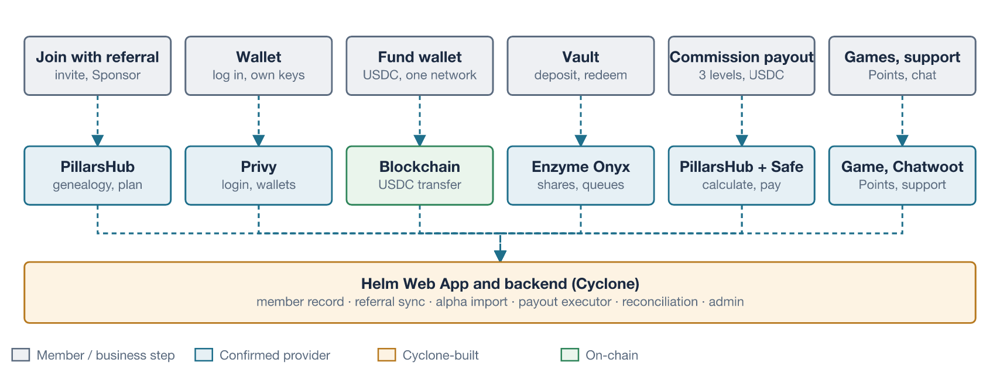 Join with referral
invite, Sponsor
Wallet
log in, own keys
Fund wallet
USDC, one network
Vault
deposit, redeem
Commission payout
3 levels, USDC
Games, support
Points, chat
PillarsHub
genealogy, plan
Privy
login, wallets
Blockchain
USDC transfer
Enzyme Onyx
shares, queues
PillarsHub + Safe
calculate, pay
Game, Chatwoot
Points, support
Helm Web App and backend (Cyclone)
member record · referral sync · alpha import · payout executor · reconciliation · admin
Member / business step
Confirmed provider
Cyclone-built
On-chain